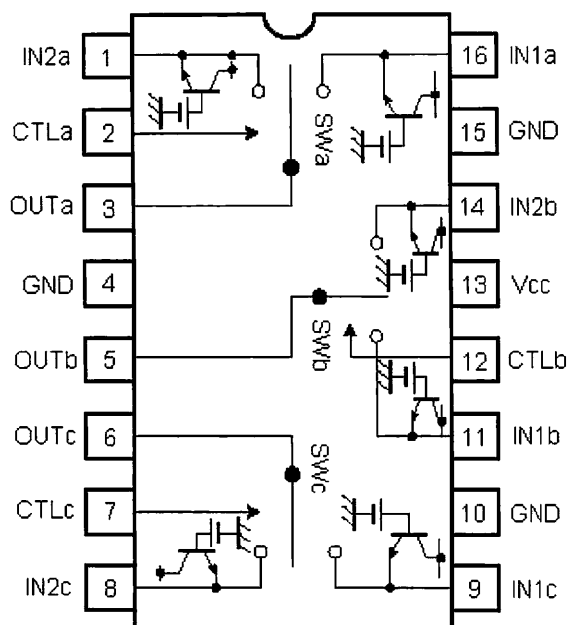 IN2a 1 16 IN1a
CTLa 2 15 GND
SWa
OUTa 3 14 IN2b
GND 4 13 Vcc
OUTb 5 12 CTLb
SWb
OUTc 6 11 IN1b
SWc
CTLc 7 10 GND
IN2c 8 9 IN1c